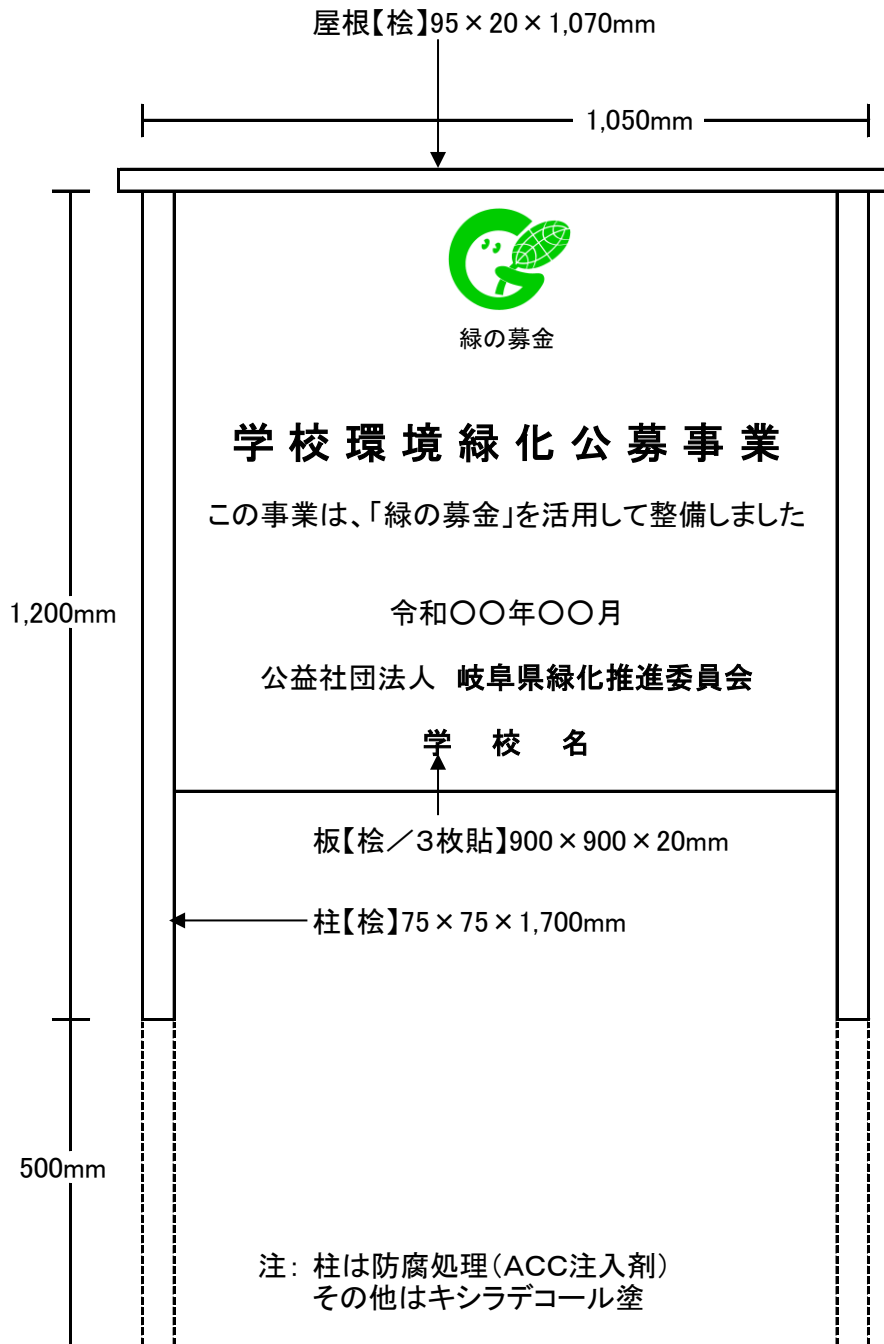 屋根【桧】95×20×1,070mm
1,050mm
緑の募金
学校環境緑化公募事業
この事業は、「緑の募金」を活用して整備しました
1,200mm
令和〇〇年〇〇月
公益社団法人 岐阜県緑化推進委員会
学 校 名
板【桧／３枚貼】900×900×20mm
柱【桧】75×75×1,700mm
500mm
注: 柱は防腐処理(ACC注入剤)
その他はキシラデコール塗